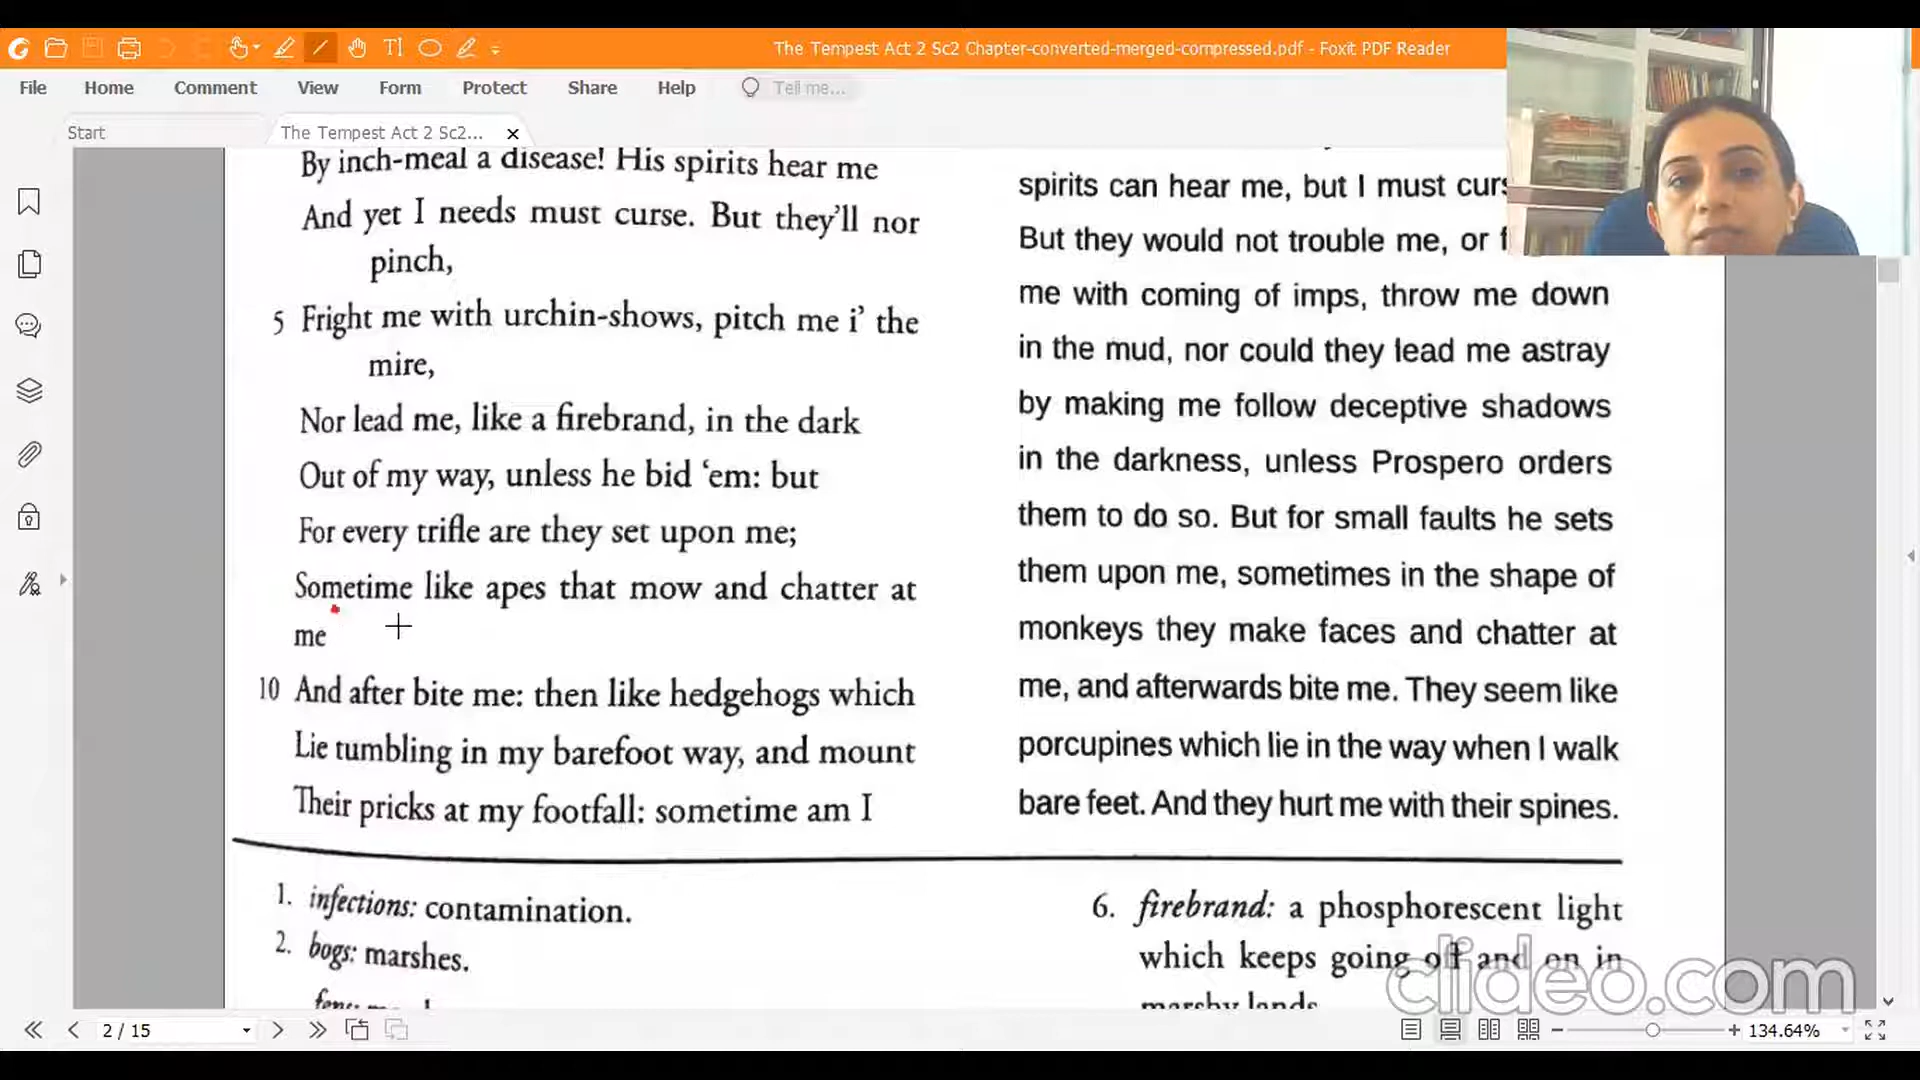 The Tempest Act 2 Sc2 Chapter-converted-merged-compressed.pdf - Foxit PDF Reader
File Home Comment View Form Protect Share Help Tell me...
Start
The Tempest Act 2 Sc2...
By inch-meal a disease! His spirits hear me
And yet I needs must curse. But they'll nor
pinch,
5 Fright me with urchin-shows, pitch me i' the
mire,
Nor lead me, like a firebrand, in the dark
Out of my way, unless he bid ‘em: but
For every trifle are they set upon me;
Sometime like apes that mow and chatter at
me
10 And after bite me: then like hedgehogs which
Lie tumbling in my barefoot way, and mount
Their pricks at my footfall: sometime am I
spirits can hear me, but I must
But they would not trouble me, or
me with coming of imps, throw me down
in the mud, nor could they lead me astray
by making me follow deceptive shadows
in the darkness, unless Prospero orders
them to do so. But for small faults he sets
them upon me, sometimes in the shape of
monkeys they make faces and chatter at
me, and afterwards bite me. They seem like
porcupines which lie in the way when I walk
bare feet. And they hurt me with their spines.
1. infections: contamination.
2. bogs: marshes.
6. firebrand: a phosphorescent light
which keeps going off and on in
marshy lands
clideo.com
2 / 15
134.64%